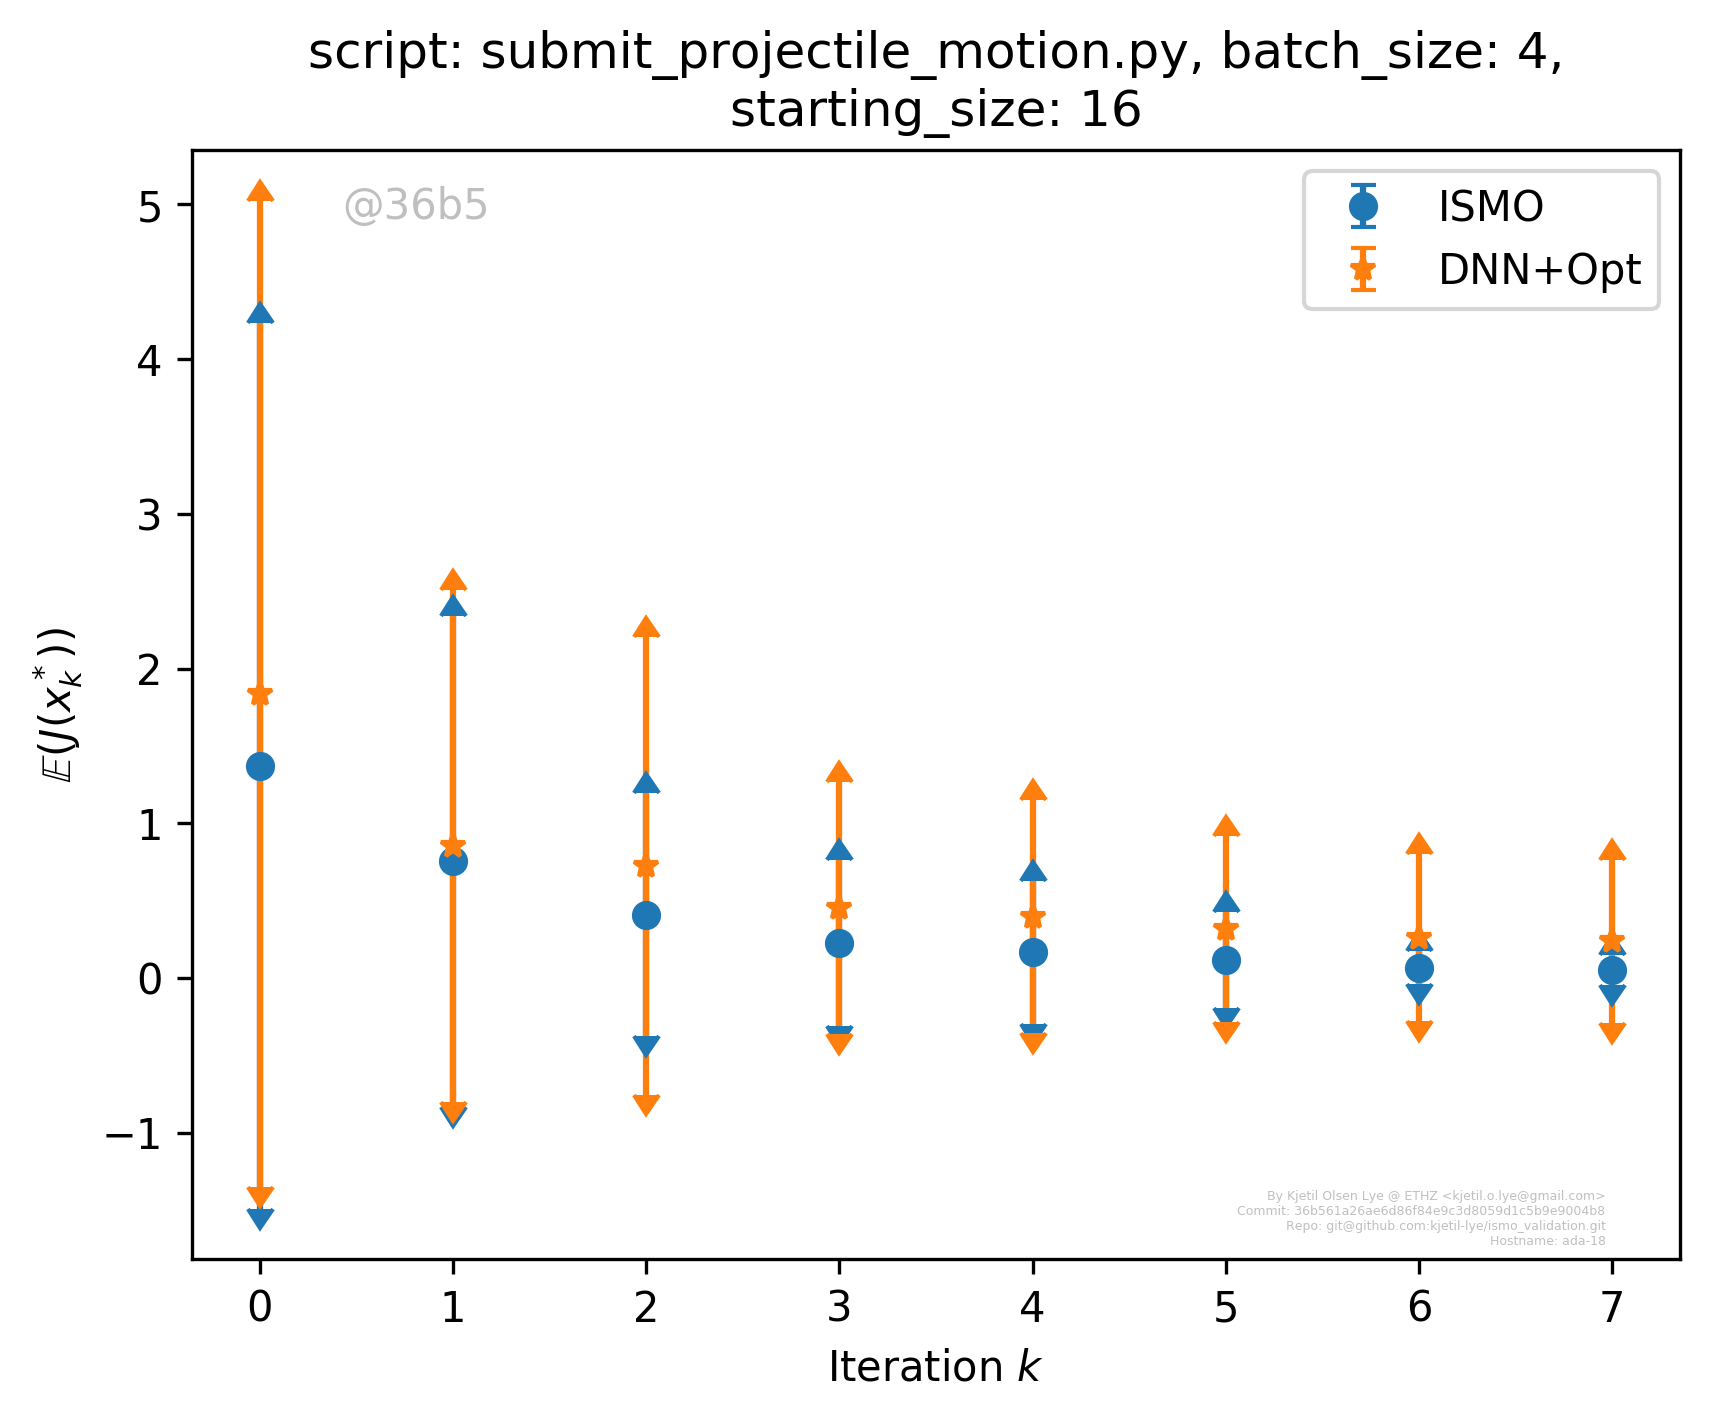 script: submit_projectile_motion.py, batch_size: 4,
starting_size: 16
@36b5
ISMO
DNN+Opt
5
4
3
2
1
0
−1
𝔼(J(x*k))
0 1 2 3 4 5 6 7
Iteration k
By Kjetil Olsen Lye @ ETHZ <kjetil.o.lye@gmail.com>
Commit: 36b561a26ae6d86f84e9c3d8059d1c5b9e9004b8
Repo: git@github.com:kjetil-lye/ismo_validation.git
Hostname: ada-18